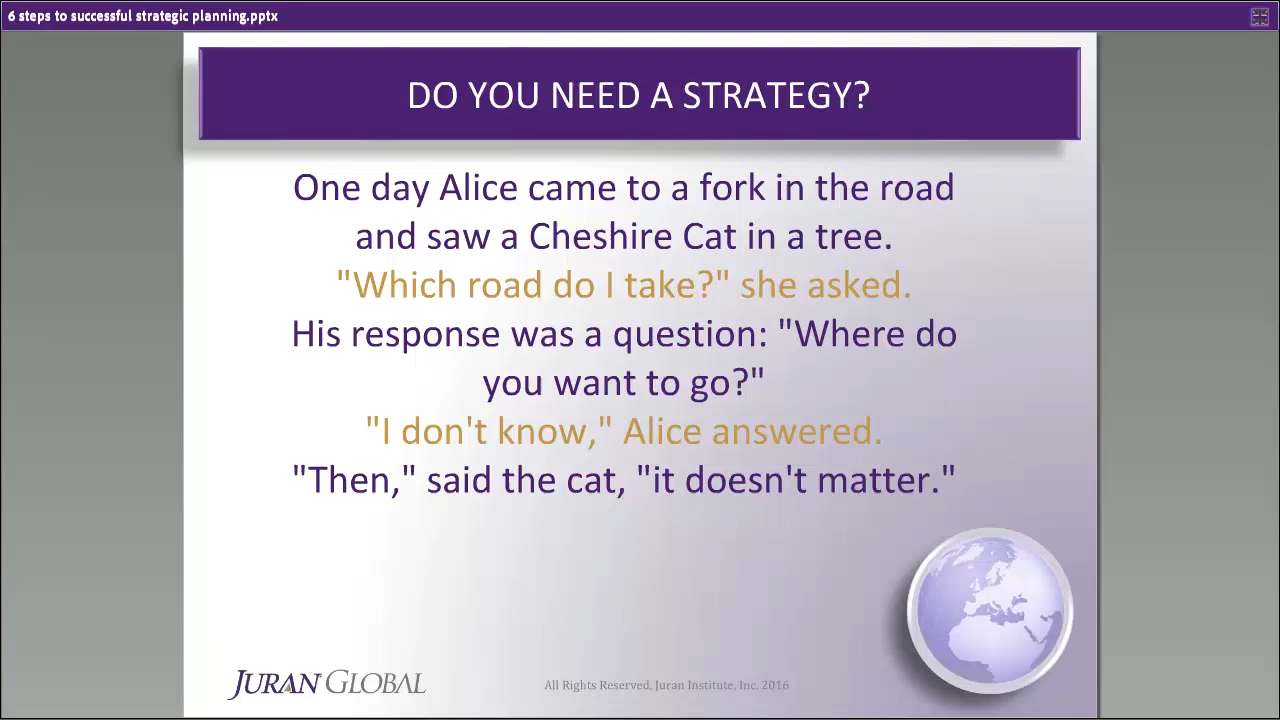 6 steps to successful strategic planning.pptx
DO YOU NEED A STRATEGY?
One day Alice came to a fork in the road
and saw a Cheshire Cat in a tree.
"Which road do I take?" she asked.
His response was a question: "Where do
you want to go?"
"I don't know," Alice answered.
"Then," said the cat, "it doesn't matter."
JURAN GLOBAL
All Rights Reserved, Juran Institute, Inc. 2016